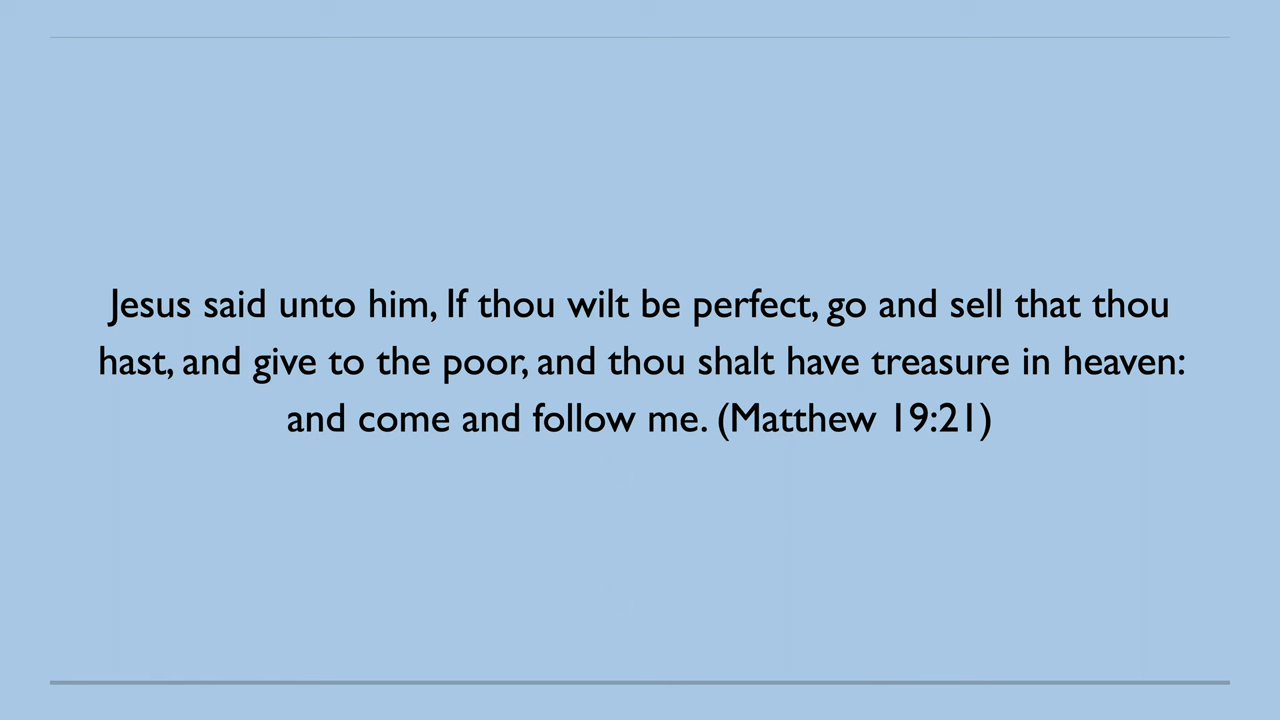 Jesus said unto him, If thou wilt be perfect, go and sell that thou
hast, and give to the poor, and thou shalt have treasure in heaven:
and come and follow me. (Matthew 19:21)